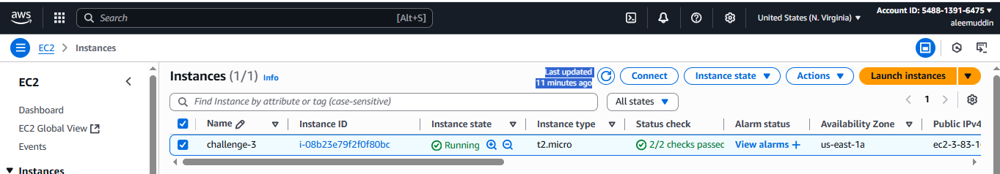 aws
Search
[Alt+S]
United States (N. Virginia)
Account ID: 5488-1391-6475
aleemuddin
EC2 > Instances
EC2
Dashboard
EC2 Global View
Events
Instances
Instances (1/1) Info
Last updated
11 minutes ago
Connect
Instance state
Actions
Launch instances
Find Instance by attribute or tag (case-sensitive)
All states
1
Name Instance ID Instance state Instance type Status check Alarm status Availability Zone Public IPv4
challenge-3 i-08b23e79f2f0f80bc Running t2.micro 2/2 checks passed View alarms + us-east-1a ec2-3-83-1